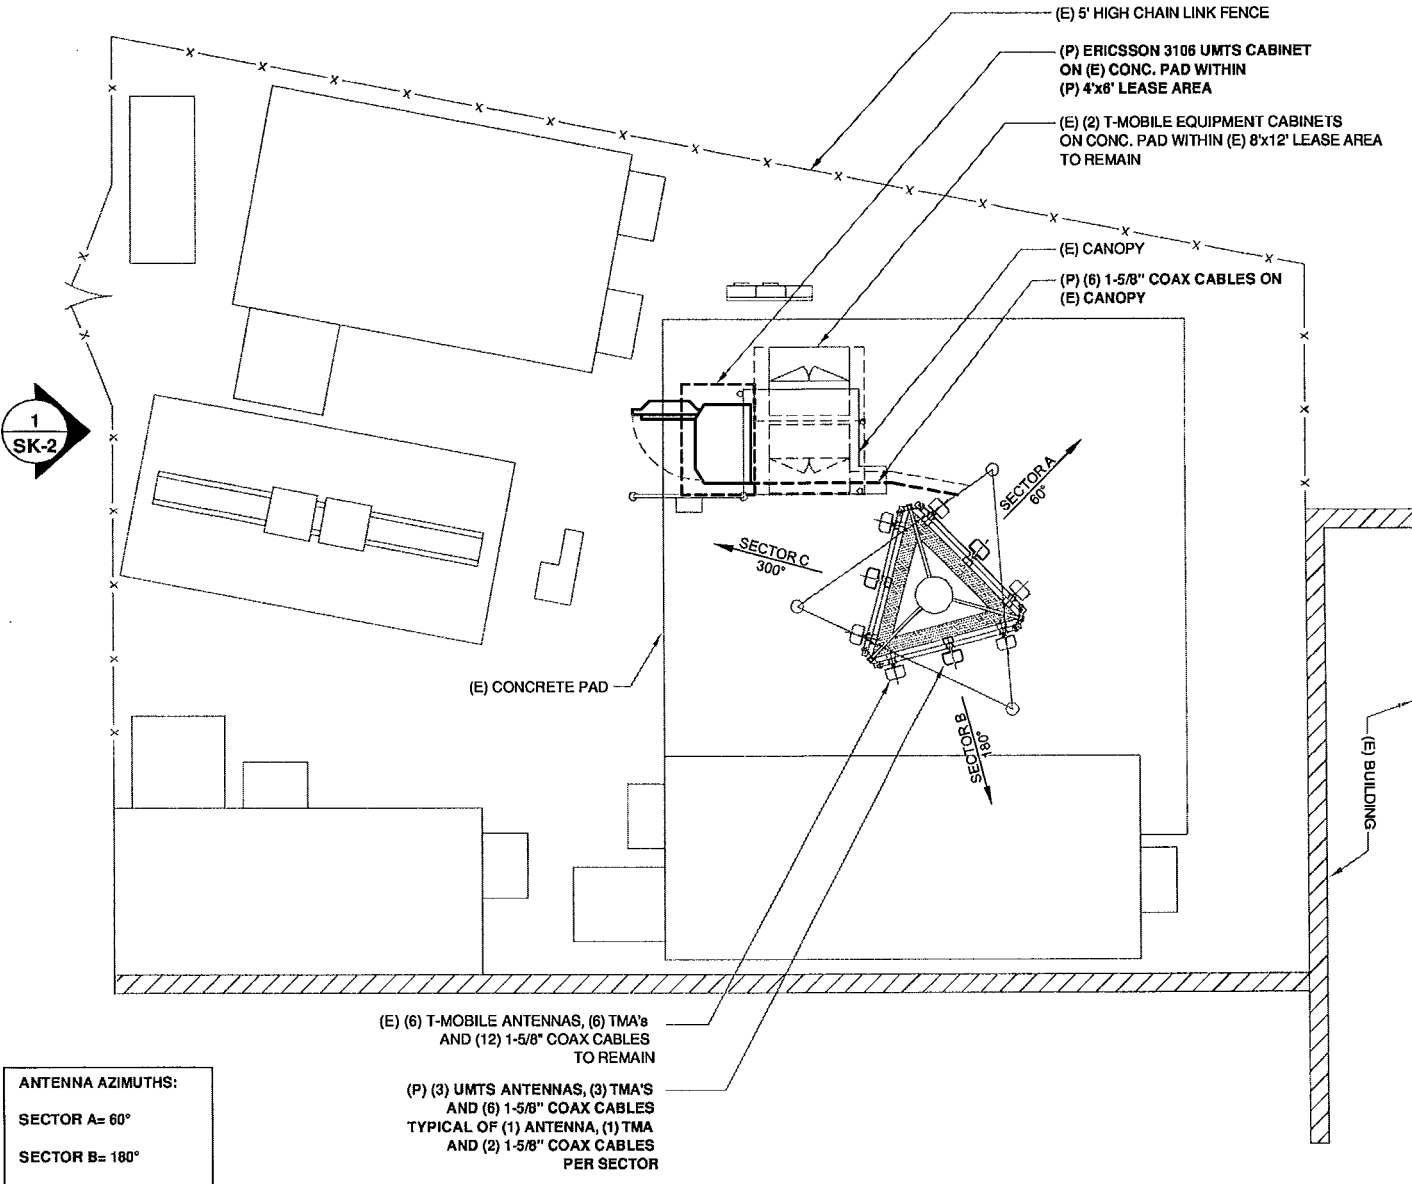 (E) 5' HIGH CHAIN LINK FENCE
(P) ERICSSON 3106 UMTS CABINET
ON (E) CONC. PAD WITHIN
(P) 4'x6' LEASE AREA
(E) (2) T-MOBILE EQUIPMENT CABINETS
ON CONC. PAD WITHIN (E) 8'x12' LEASE AREA
TO REMAIN
(E) CANOPY
(P) (6) 1-5/8" COAX CABLES ON
(E) CANOPY
1
SK-2
SECTOR A
60°
SECTOR C
300°
SECTOR B
180°
(E) CONCRETE PAD
(E) BUILDING
(E) (6) T-MOBILE ANTENNAS, (6) TMA's
AND (12) 1-5/8" COAX CABLES
TO REMAIN
(P) (3) UMTS ANTENNAS, (3) TMA'S
AND (6) 1-5/8" COAX CABLES
TYPICAL OF (1) ANTENNA, (1) TMA
AND (2) 1-5/8" COAX CABLES
PER SECTOR
ANTENNA AZIMUTHS:
SECTOR A= 60°
SECTOR B= 180°